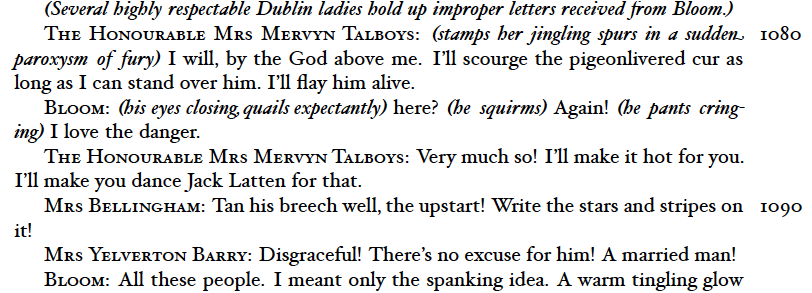 (Several highly respectable Dublin ladies hold up improper letters received from Bloom.)
THE HONOURABLE MRS MERVYN TALBOYS: (stamps her jingling spurs in a sudden 1080
paroxysm of fury) I will, by the God above me. I’ll scourge the pigeonlivered cur as
long as I can stand over him. I’ll flay him alive.
BLOOM: (his eyes closing, quails expectantly) here? (he squirms) Again! (he pants cring-
ing) I love the danger.
THE HONOURABLE MRS MERVYN TALBOYS: Very much so! I’ll make it hot for you.
I’ll make you dance Jack Latten for that.
MRS BELLINGHAM: Tan his breech well, the upstart! Write the stars and stripes on 1090
it!
MRS YELVERTON BARRY: Disgraceful! There’s no excuse for him! A married man!
BLOOM: All these people. I meant only the spanking idea. A warm tingling glow